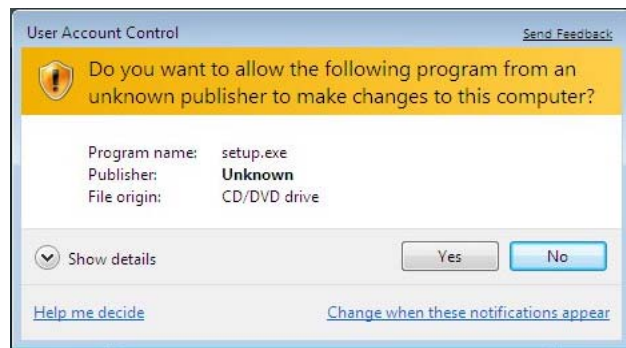 User Account Control
Send Feedback
Do you want to allow the following program from an
unknown publisher to make changes to this computer?
Program name: setup.exe
Publisher: Unknown
File origin: CD/DVD drive
Show details
Yes
No
Help me decide
Change when these notifications appear